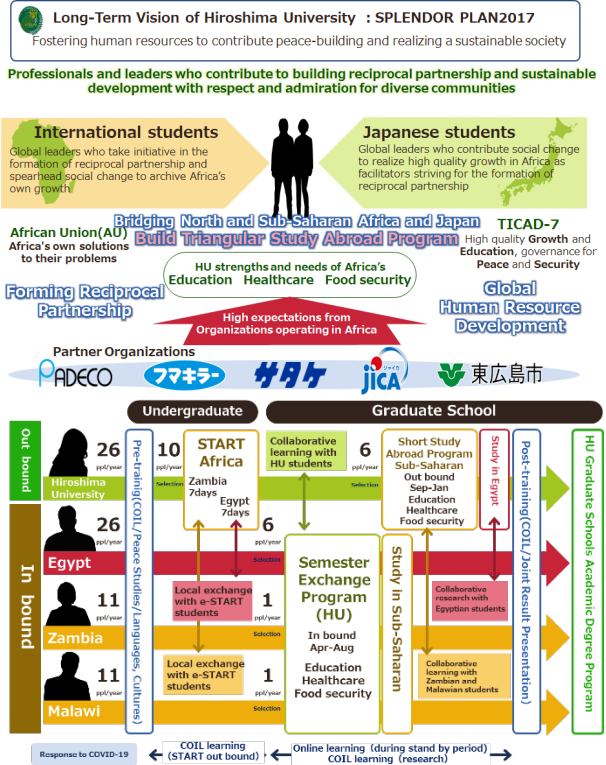 Long-Term Vision of Hiroshima University : SPLENDOR PLAN2017
Fostering human resources to contribute peace-building and realizing a sustainable society
Professionals and leaders who contribute to building reciprocal partnership and sustainable
development with respect and admiration for diverse communities
International students
Global leaders who take initiative in the
formation of reciprocal partnership and
spearhead social change to archive Africa's
own growth
Japanese students
Global leaders who contribute social change
to realize high quality growth in Africa as
facilitators striving for the formation of
reciprocal partnership
Bridging North and Sub-Saharan Africa and Japan
Build Triangular Study Abroad Program
African Union(AU)
Africa's own solutions
to their problems
TICAD-7
High quality Growth and
Education, governance for
Peace and Security
HU strengths and needs of Africa's
Education Healthcare Food security
Forming Reciprocal
Partnership
Global
Human Resource
Development
High expectations from
Organizations operating in Africa
Partner Organizations
PADECO
フマキラー
サタケ
ジャイカ
jICA
東広島市
Undergraduate
Graduate School
Out bound
26
ppl/year
Hiroshima
University
Pre-training(COIL/Peace Studies/Languages, Cultures)
10
ppl/year
Selection
START
Africa
Zambia
7days
Egypt
7days
Collaborative
learning with
HU students
6
ppl/year
Selection
Short Study
Abroad Program
Sub-Saharan
Out bound
Sep-Jan
Education
Healthcare
Food security
Study in Egypt
Post-training(COIL/Joint Result Presentation)
HU Graduate Schools Academic Degree Program
In bound
26
ppl/year
Egypt
6
ppl/year
Selection
Local exchange
with e-START
students
Semester
Exchange
Program
(HU)
In bound
Apr-Aug
Education
Healthcare
Food security
Study in Sub-Saharan
Collaborative
research with
Egyptian students
11
ppl/year
Zambia
1
ppl/year
Selection
Local exchange
with e-START
students
Collaborative
learning with
Zambian and
Malawian students
11
ppl/year
Malawi
1
ppl/year
Selection
Response to COVID-19
COIL learning
(START out bound)
Online learning (during stand by period)
COIL learning (research)